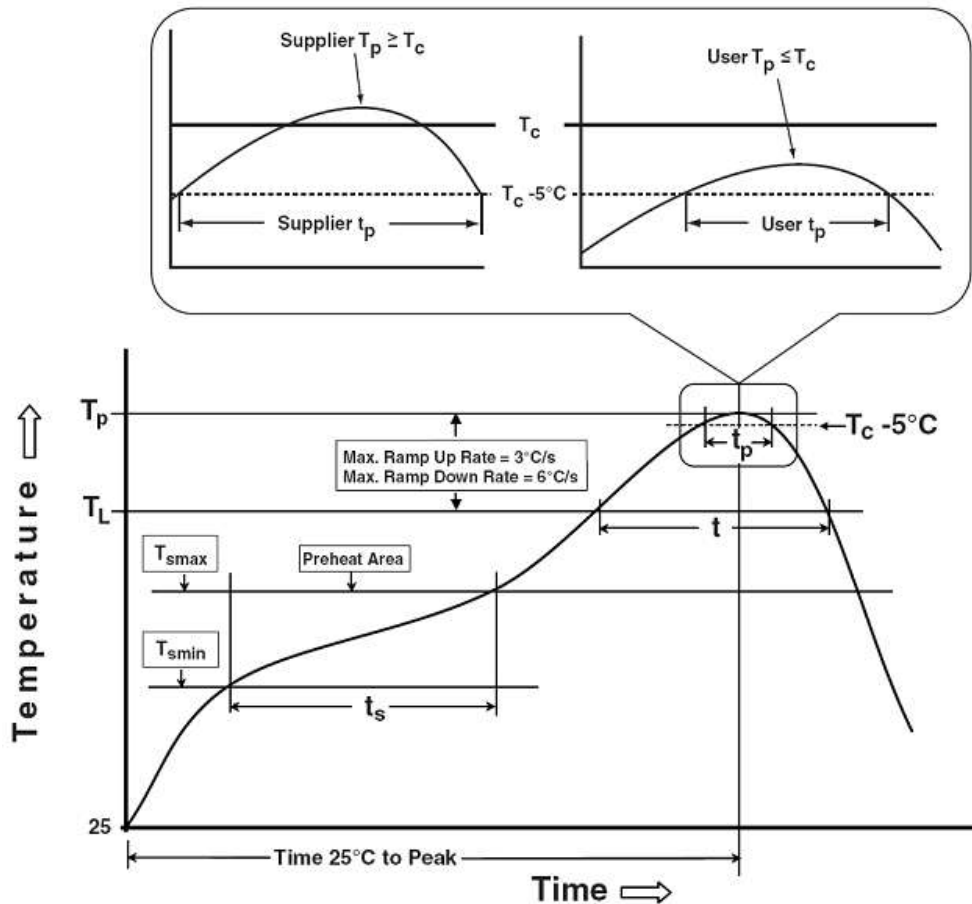 Supplier Tp ≥ Tc
User Tp ≤ Tc
Tc
Tc -5°C
Supplier tp
User tp
Tp
Tc -5°C
tp
Max. Ramp Up Rate = 3°C/s
Max. Ramp Down Rate = 6°C/s
TL
t
Tsmax
Preheat Area
Tsmin
ts
Temperature
25
Time 25°C to Peak
Time